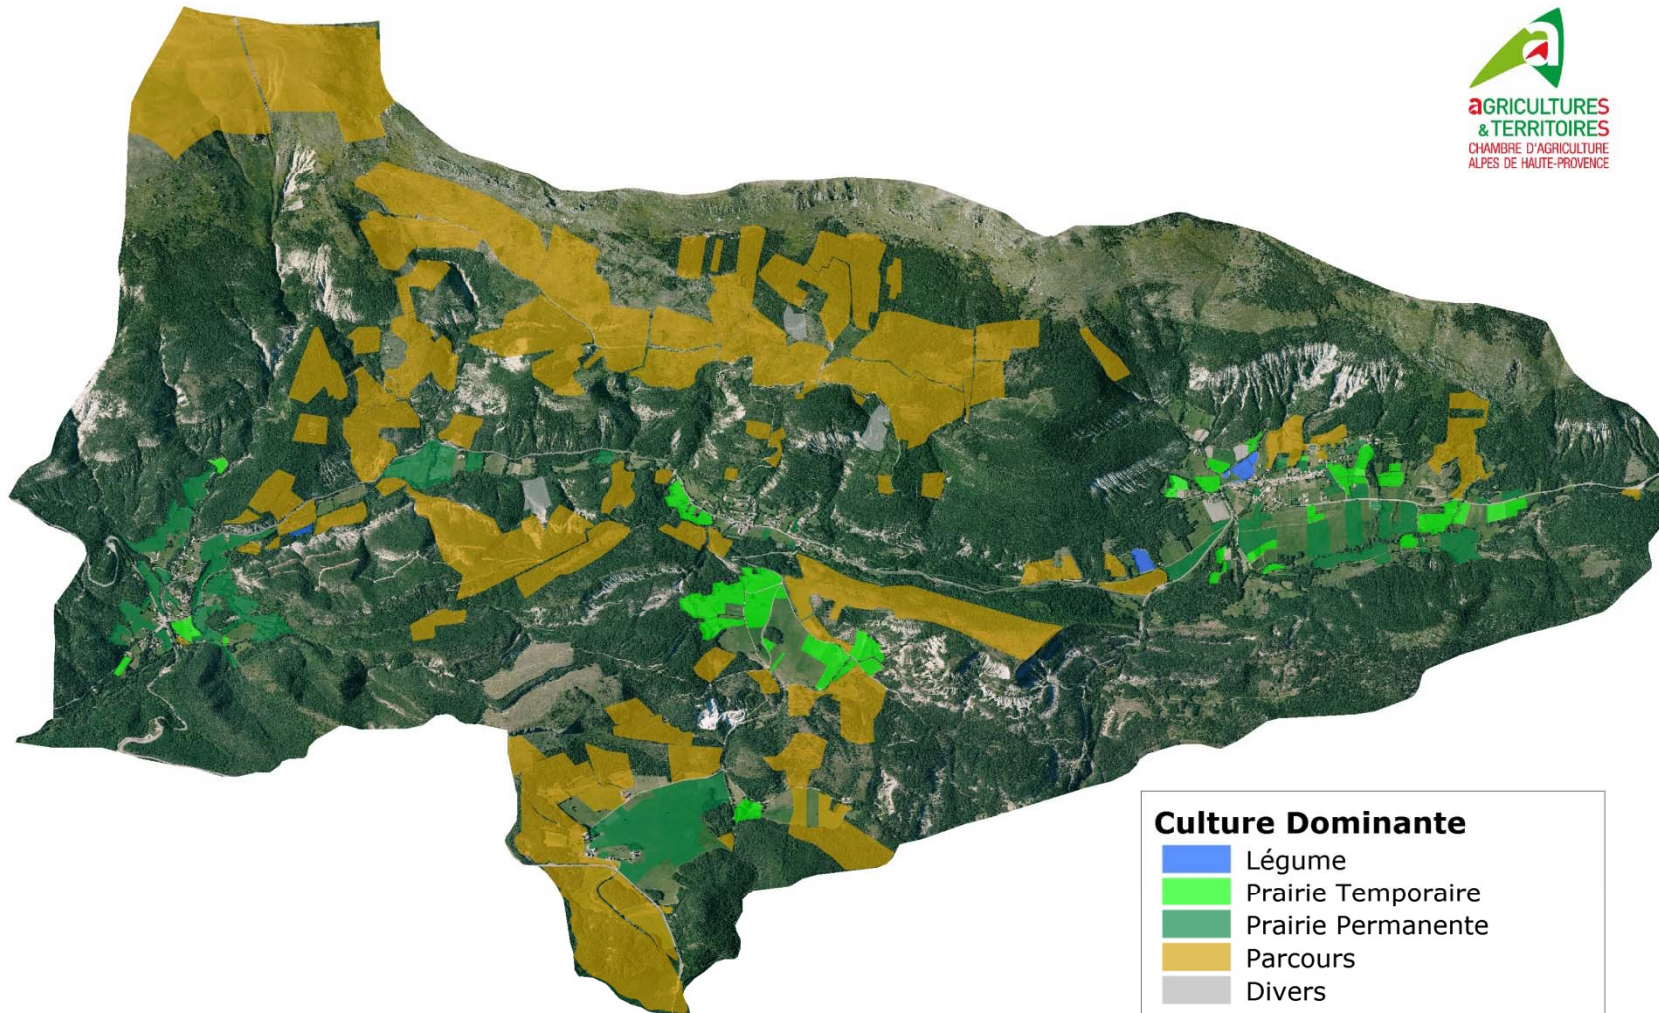 aGRICULTURES
& TERRITOIRES
CHAMBRE D'AGRICULTURE
ALPES DE HAUTE-PROVENCE
Culture Dominante
Légume
Prairie Temporaire
Prairie Permanente
Parcours
Divers